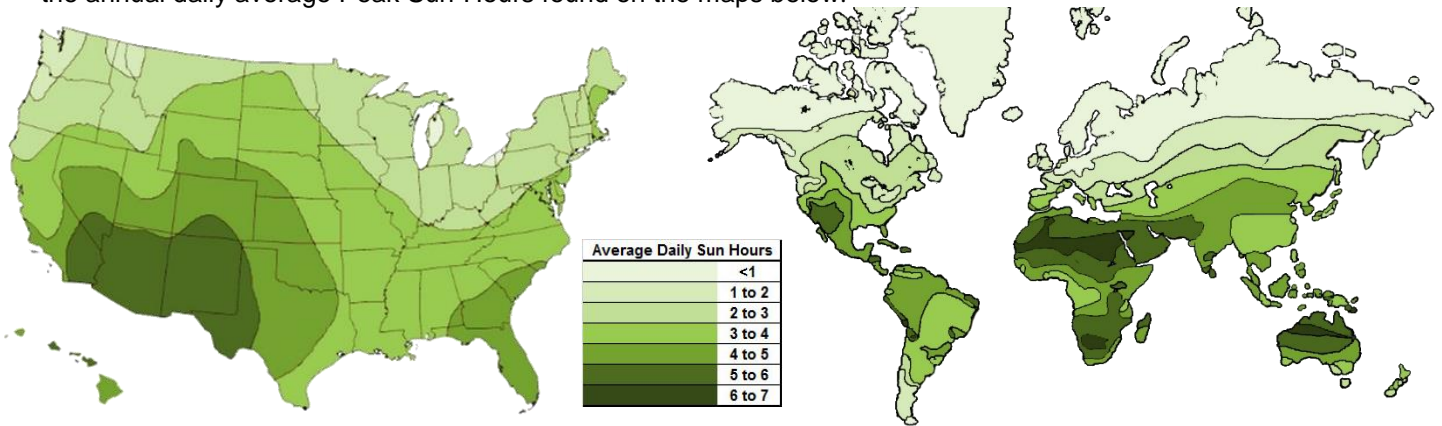 the annual daily average Peak Sun Hours found on the maps below.
Average Daily Sun Hours
<1
1 to 2
2 to 3
3 to 4
4 to 5
5 to 6
6 to 7